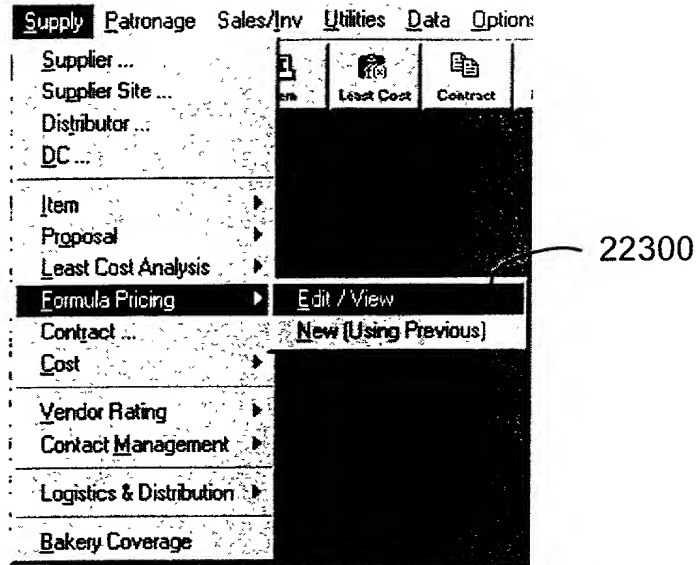 Supply Patronage Sales/Inv Utilities Data Option
Supplier ...
Supplier Site ...
Distributor ...
DC ...
Least Cost
Contract
Item
Proposal
Least Cost Analysis
Formula Pricing
Edit / View
22300
New (Using Previous)
Contract ...
Cost
Vendor Rating
Contact Management
Logistics & Distribution
Bakery Coverage